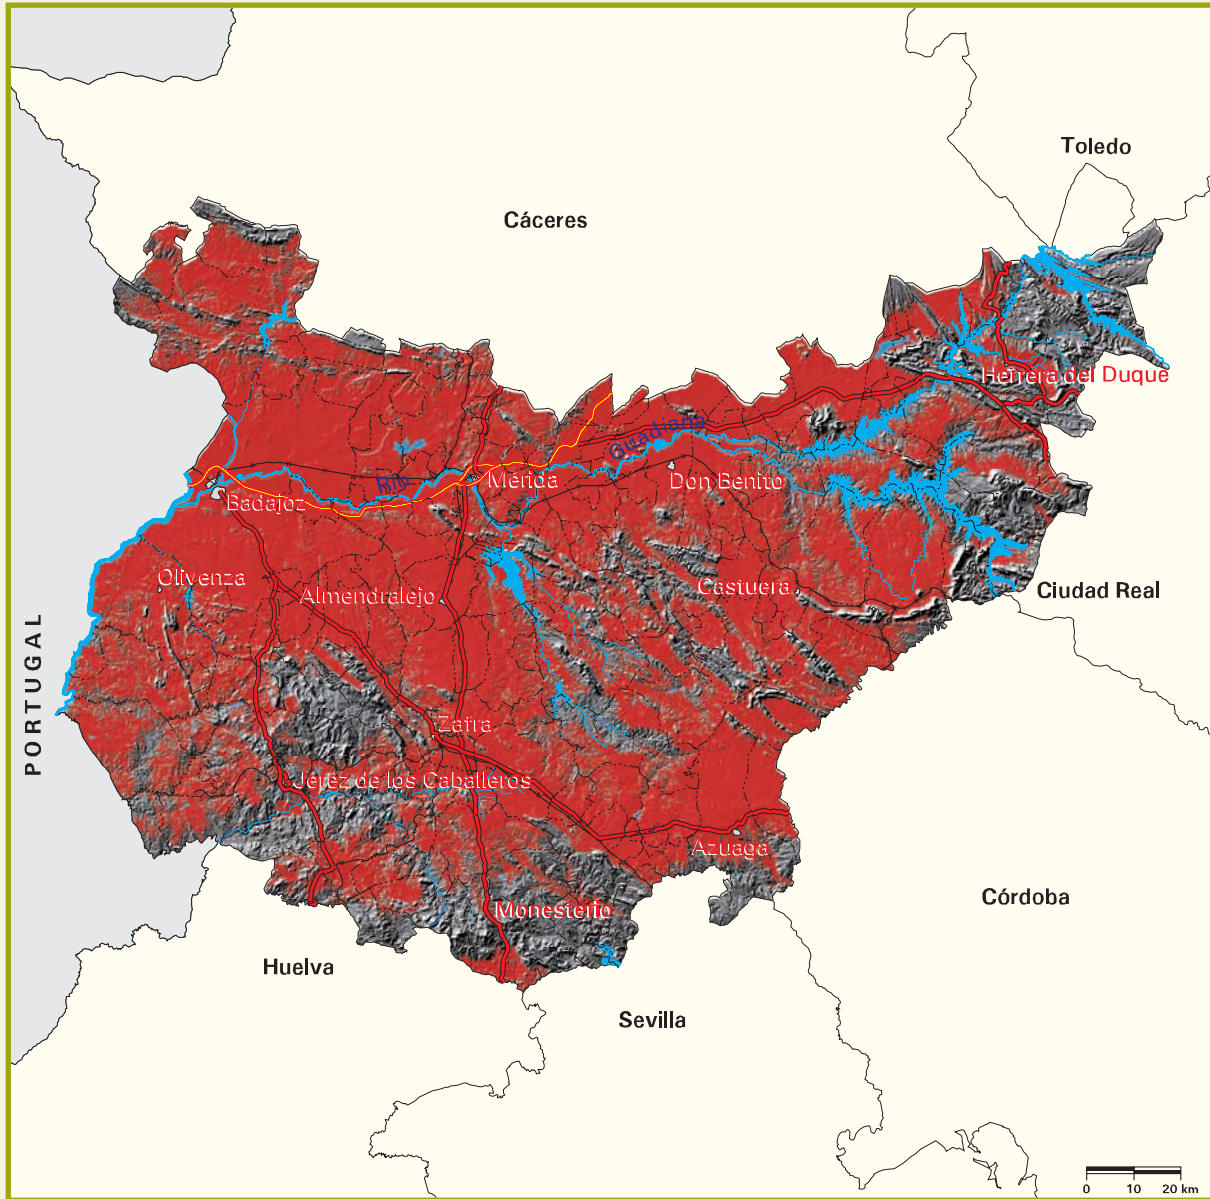 Toledo
Cáceres
Herrera del Duque
Río Guadiana
Mérida
Don Benito
Badajoz
Olivenza
Almendralejo
Castuera
Ciudad Real
PORTUGAL
Zafra
Jerez de los Caballeros
Azuaga
Monesterio
Córdoba
Huelva
Sevilla
0 10 20 km